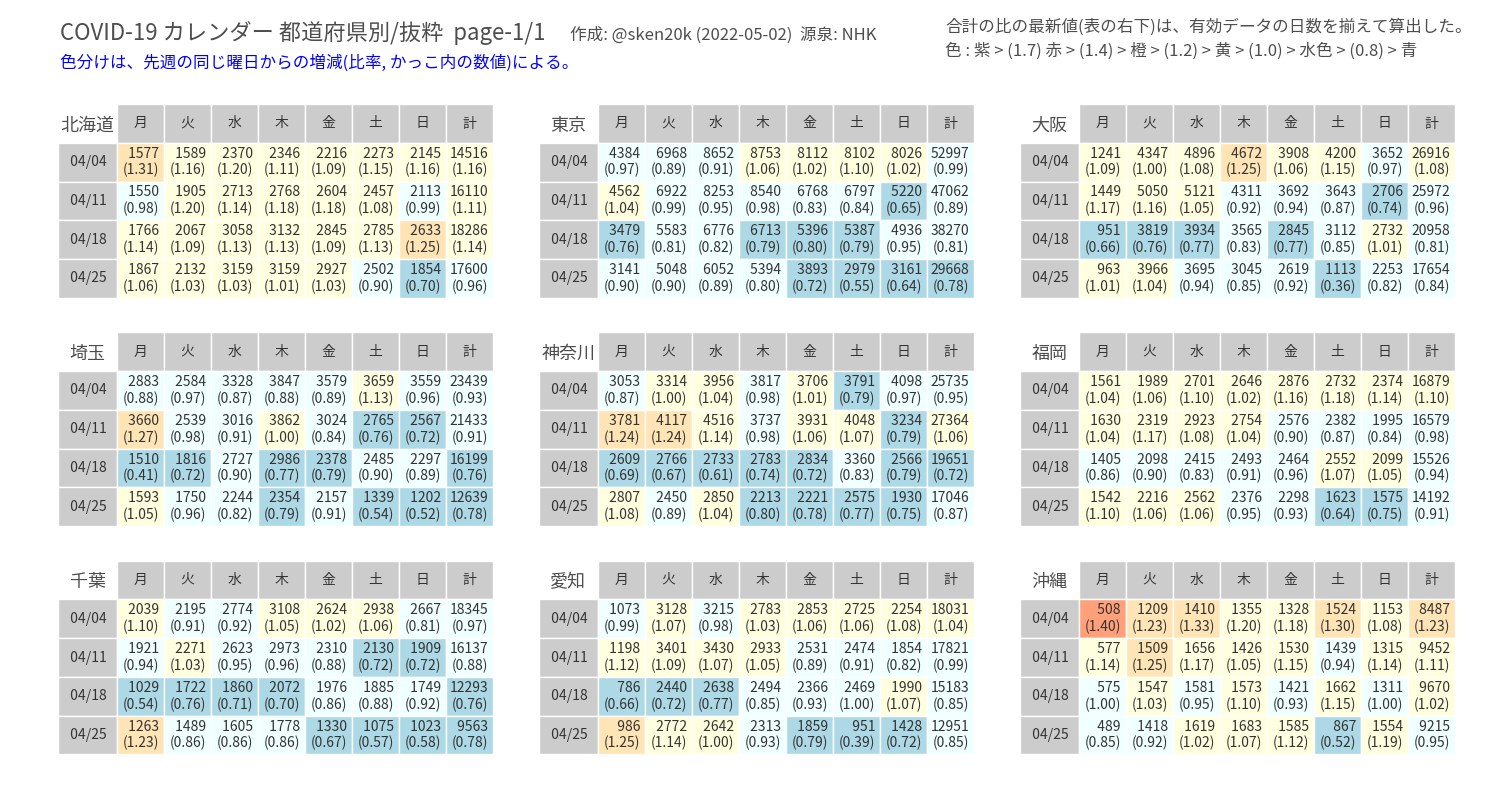 COVID-19 カレンダー 都道府県別/抜粋 page-1/1 作成: @sken20k (2022-05-02) 源泉: NHK
色分けは、先週の同じ曜日からの増減(比率, かっこ内の数値)による。
合計の比の最新値(表の右下)は、有効データの日数を揃えて算出した。
色 : 紫 > (1.7) 赤 > (1.4) > 橙 > (1.2) > 黄 > (1.0) > 水色 > (0.8) > 青
北海道 月 火 水 木 金 土 日 計
04/04 1577 1589 2370 2346 2216 2273 2145 14516
(1.31) (1.16) (1.20) (1.11) (1.09) (1.15) (1.16) (1.16)
04/11 1550 1905 2713 2768 2604 2457 2113 16110
(0.98) (1.20) (1.14) (1.18) (1.18) (1.08) (0.99) (1.11)
04/18 1766 2067 3058 3132 2845 2785 2633 18286
(1.14) (1.09) (1.13) (1.13) (1.09) (1.13) (1.25) (1.14)
04/25 1867 2132 3159 3159 2927 2502 1854 17600
(1.06) (1.03) (1.03) (1.01) (1.03) (0.90) (0.70) (0.96)
東京 月 火 水 木 金 土 日 計
04/04 4384 6968 8652 8753 8112 8102 8026 52997
(0.97) (0.89) (0.91) (1.06) (1.02) (1.10) (1.02) (0.99)
04/11 4562 6922 8253 8540 6768 6797 5220 47062
(1.04) (0.99) (0.95) (0.98) (0.83) (0.84) (0.65) (0.89)
04/18 3479 5583 6776 6713 5396 5387 4936 38270
(0.76) (0.81) (0.82) (0.79) (0.80) (0.79) (0.95) (0.81)
04/25 3141 5048 6052 5394 3893 2979 3161 29668
(0.90) (0.90) (0.89) (0.80) (0.72) (0.55) (0.64) (0.78)
大阪 月 火 水 木 金 土 日 計
04/04 1241 4347 4896 4672 3908 4200 3652 26916
(1.09) (1.00) (1.08) (1.25) (1.06) (1.15) (0.97) (1.08)
04/11 1449 5050 5121 4311 3692 3643 2706 25972
(1.17) (1.16) (1.05) (0.92) (0.94) (0.87) (0.74) (0.96)
04/18 951 3819 3934 3565 2845 3112 2732 20958
(0.66) (0.76) (0.77) (0.83) (0.77) (0.85) (1.01) (0.81)
04/25 963 3966 3695 3045 2619 1113 2253 17654
(1.01) (1.04) (0.94) (0.85) (0.92) (0.36) (0.82) (0.84)
埼玉 月 火 水 木 金 土 日 計
04/04 2883 2584 3328 3847 3579 3659 3559 23439
(0.88) (0.97) (0.87) (0.88) (0.89) (1.13) (0.96) (0.93)
04/11 3660 2539 3016 3862 3024 2765 2567 21433
(1.27) (0.98) (0.91) (1.00) (0.84) (0.76) (0.72) (0.91)
04/18 1510 1816 2727 2986 2378 2485 2297 16199
(0.41) (0.72) (0.90) (0.77) (0.79) (0.90) (0.89) (0.76)
04/25 1593 1750 2244 2354 2157 1339 1202 12639
(1.05) (0.96) (0.82) (0.79) (0.91) (0.54) (0.52) (0.78)
神奈川 月 火 水 木 金 土 日 計
04/04 3053 3314 3956 3817 3706 3791 4098 25735
(0.87) (1.00) (1.04) (0.98) (1.01) (0.79) (0.97) (0.95)
04/11 3781 4117 4516 3737 3931 4048 3234 27364
(1.24) (1.24) (1.14) (0.98) (1.06) (1.07) (0.79) (1.06)
04/18 2609 2766 2733 2783 2834 3360 2566 19651
(0.69) (0.67) (0.61) (0.74) (0.72) (0.83) (0.79) (0.72)
04/25 2807 2450 2850 2213 2221 2575 1930 17046
(1.08) (0.89) (1.04) (0.80) (0.78) (0.77) (0.75) (0.87)
福岡 月 火 水 木 金 土 日 計
04/04 1561 1989 2701 2646 2876 2732 2374 16879
(1.04) (1.06) (1.10) (1.02) (1.16) (1.18) (1.14) (1.10)
04/11 1630 2319 2923 2754 2576 2382 1995 16579
(1.04) (1.17) (1.08) (1.04) (0.90) (0.87) (0.84) (0.98)
04/18 1405 2098 2415 2493 2464 2552 2099 15526
(0.86) (0.90) (0.83) (0.91) (0.96) (1.07) (1.05) (0.94)
04/25 1542 2216 2562 2376 2298 1623 1575 14192
(1.10) (1.06) (1.06) (0.95) (0.93) (0.64) (0.75) (0.91)
千葉 月 火 水 木 金 土 日 計
04/04 2039 2195 2774 3108 2624 2938 2667 18345
(1.10) (0.91) (0.92) (1.05) (1.02) (1.06) (0.81) (0.97)
04/11 1921 2271 2623 2973 2310 2130 1909 16137
(0.94) (1.03) (0.95) (0.96) (0.88) (0.72) (0.72) (0.88)
04/18 1029 1722 1860 2072 1976 1885 1749 12293
(0.54) (0.76) (0.71) (0.70) (0.86) (0.88) (0.92) (0.76)
04/25 1263 1489 1605 1778 1330 1075 1023 9563
(1.23) (0.86) (0.86) (0.86) (0.67) (0.57) (0.58) (0.78)
愛知 月 火 水 木 金 土 日 計
04/04 1073 3128 3215 2783 2853 2725 2254 18031
(0.99) (1.07) (0.98) (1.03) (1.06) (1.06) (1.08) (1.04)
04/11 1198 3401 3430 2933 2531 2474 1854 17821
(1.12) (1.09) (1.07) (1.05) (0.89) (0.91) (0.82) (0.99)
04/18 786 2440 2638 2494 2366 2469 1990 15183
(0.66) (0.72) (0.77) (0.85) (0.93) (1.00) (1.07) (0.85)
04/25 986 2772 2642 2313 1859 951 1428 12951
(1.25) (1.14) (1.00) (0.93) (0.79) (0.39) (0.72) (0.85)
沖縄 月 火 水 木 金 土 日 計
04/04 508 1209 1410 1355 1328 1524 1153 8487
(1.40) (1.23) (1.33) (1.20) (1.18) (1.30) (1.08) (1.23)
04/11 577 1509 1656 1426 1530 1439 1315 9452
(1.14) (1.25) (1.17) (1.05) (1.15) (0.94) (1.14) (1.11)
04/18 575 1547 1581 1573 1421 1662 1311 9670
(1.00) (1.03) (0.95) (1.10) (0.93) (1.15) (1.00) (1.02)
04/25 489 1418 1619 1683 1585 867 1554 9215
(0.85) (0.92) (1.02) (1.07) (1.12) (0.52) (1.19) (0.95)